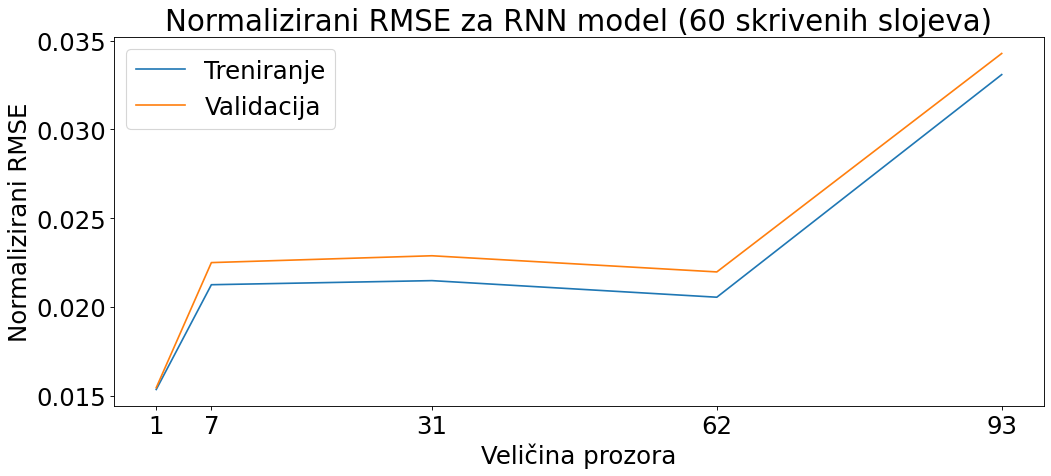 Normalizirani RMSE za RNN model (60 skrivenih slojeva)
0.035
0.030
0.025
0.020
0.015
Normalizirani RMSE
Treniranje
Validacija
1 7 31 62 93
Veličina prozora